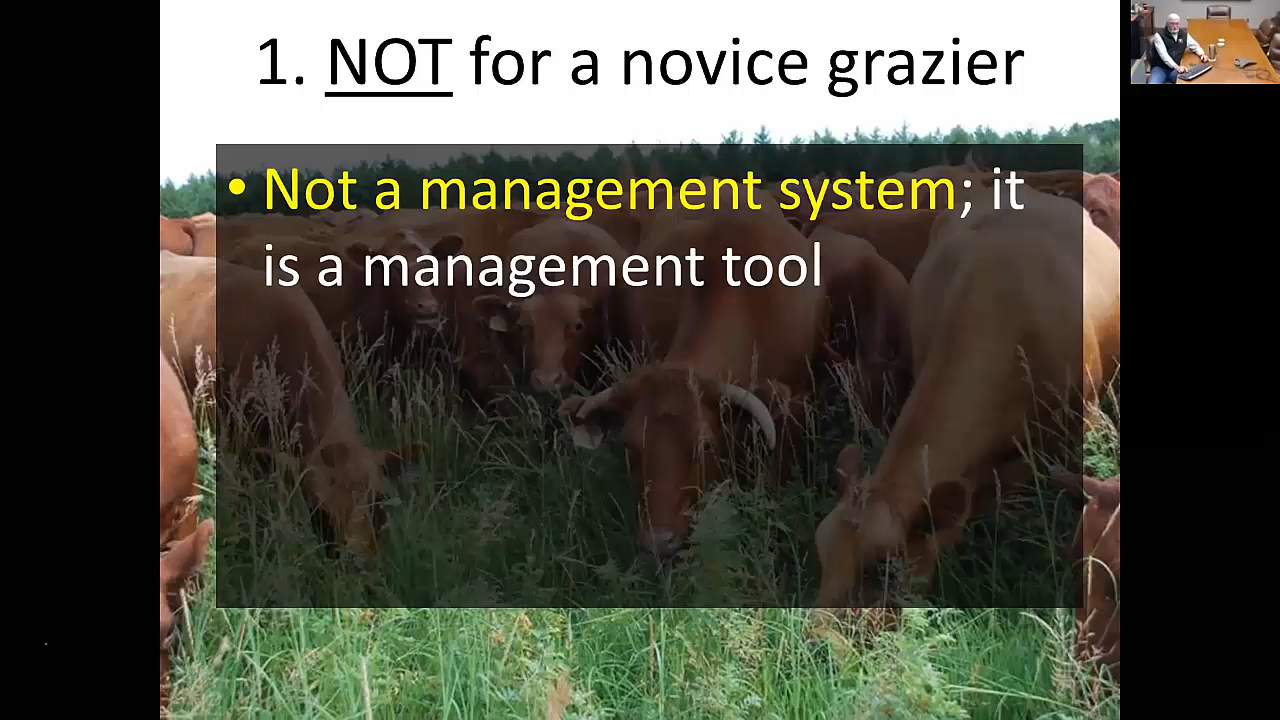 1. NOT for a novice grazier
• Not a management system; it
is a management tool